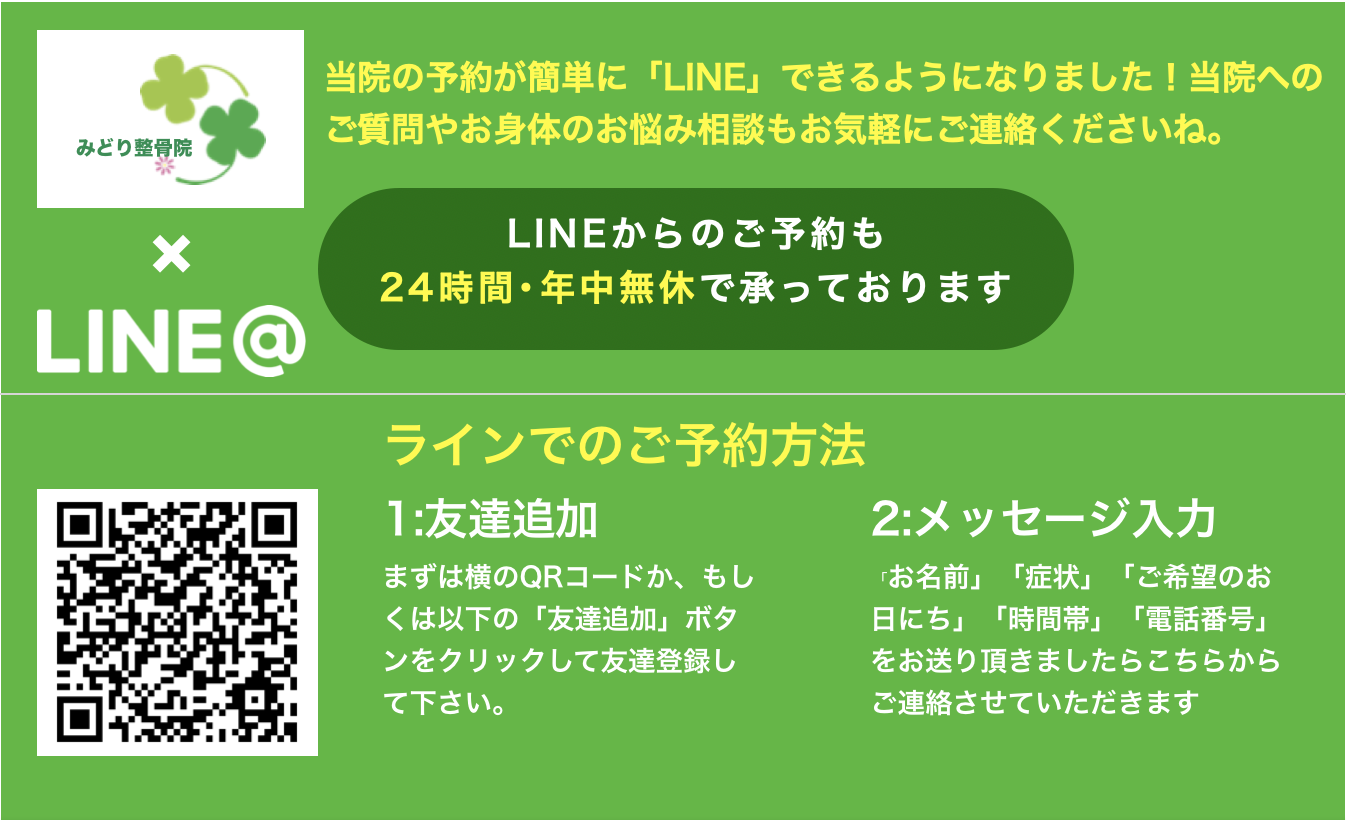 みどり整骨院
×
LINE@
当院の予約が簡単に「LINE」できるようになりました！当院への
ご質問やお身体のお悩み相談もお気軽にご連絡くださいね。
LINEからのご予約も
24時間・年中無休で承っております
ラインでのご予約方法
1:友達追加
まずは横のQRコードか、もし
くは以下の「友達追加」ボタ
ンをクリックして友達登録し
て下さい。
2:メッセージ入力
「お名前」「症状」「ご希望のお
日にち」「時間帯」「電話番号」
をお送り頂きましたらこちらから
ご連絡させていただきます